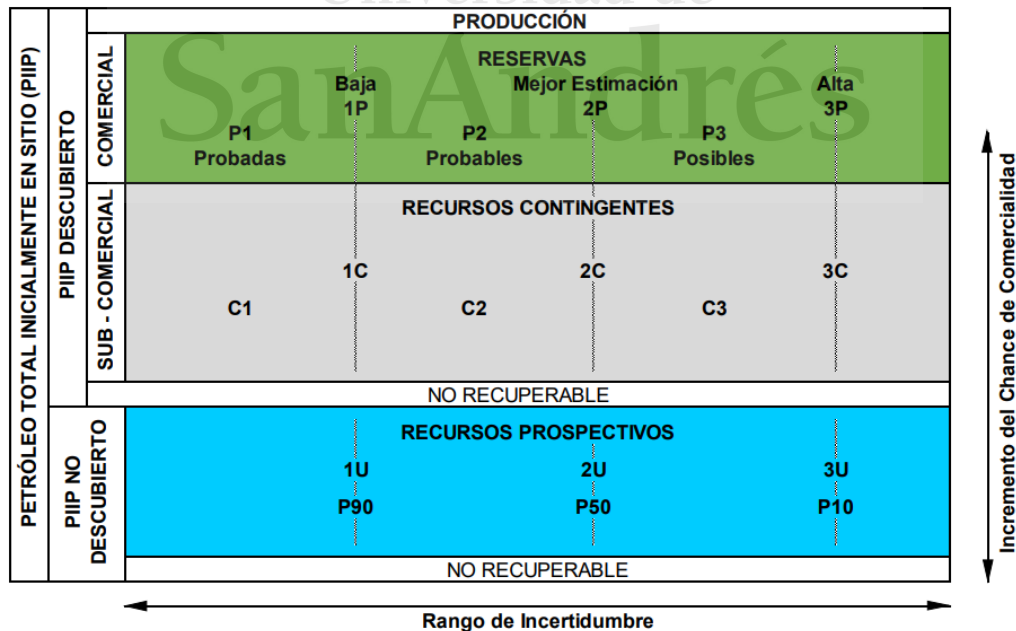 Universidad de
SanAndrés
PRODUCCIÓN
PETRÓLEO TOTAL INICIALMENTE EN SITIO (PIIP)
PIIP DESCUBIERTO
COMERCIAL
RESERVAS
Baja Mejor Estimación Alta
1P 2P 3P
P1 P2 P3
Probadas Probables Posibles
SUB - COMERCIAL
RECURSOS CONTINGENTES
1C 2C 3C
C1 C2 C3
NO RECUPERABLE
PIIP NO
DESCUBIERTO
RECURSOS PROSPECTIVOS
1U 2U 3U
P90 P50 P10
NO RECUPERABLE
Incremento del Chance de Comercialidad
Rango de Incertidumbre